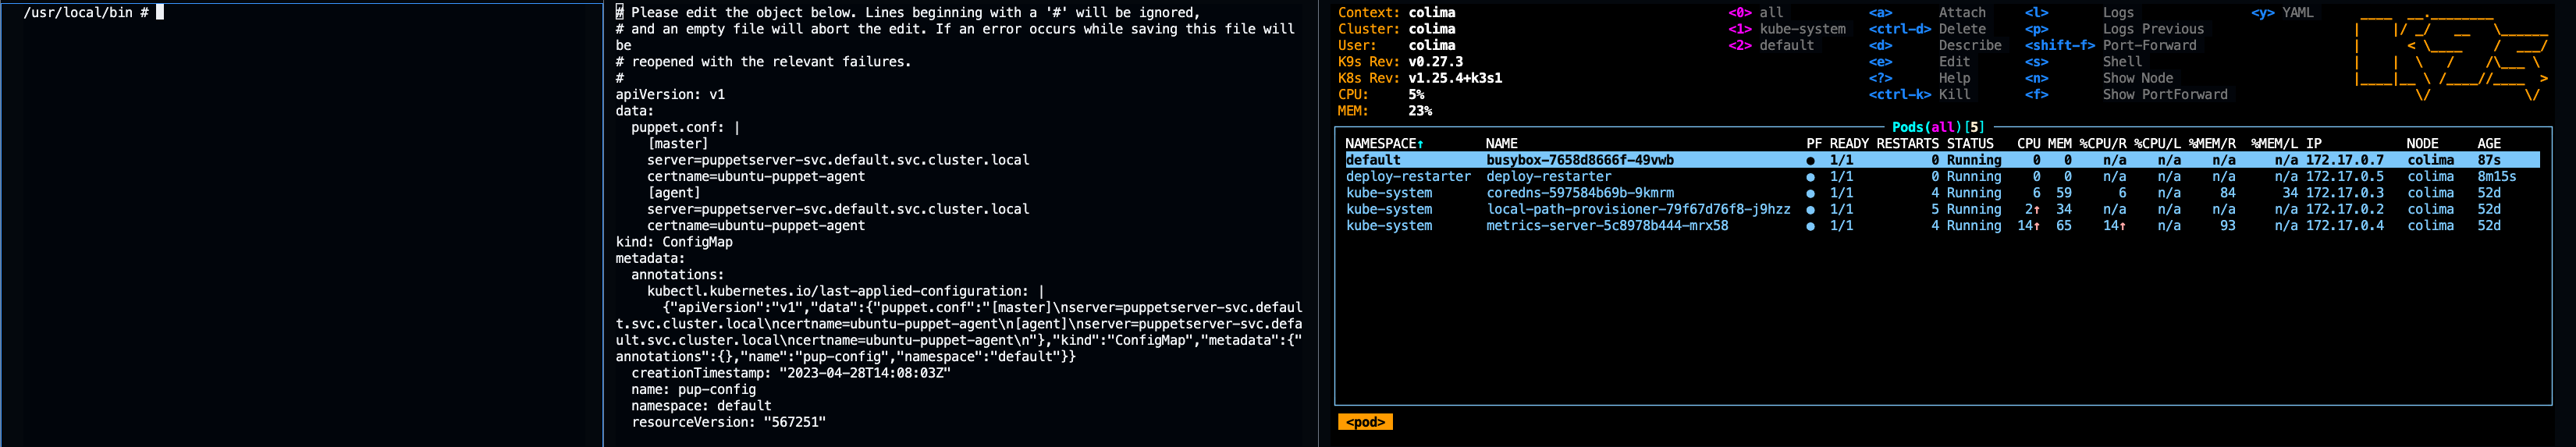 /usr/local/bin #
# Please edit the object below. Lines beginning with a '#' will be ignored,
# and an empty file will abort the edit. If an error occurs while saving this file will
be
# reopened with the relevant failures.
#
apiVersion: v1
data:
  puppet.conf: |
    [master]
    server=puppetserver-svc.default.svc.cluster.local
    certname=ubuntu-puppet-agent
    [agent]
    server=puppetserver-svc.default.svc.cluster.local
    certname=ubuntu-puppet-agent
kind: ConfigMap
metadata:
  annotations:
    kubectl.kubernetes.io/last-applied-configuration: |
      {"apiVersion":"v1","data":{"puppet.conf":"[master]\nserver=puppetserver-svc.defaul
t.svc.cluster.local\ncertname=ubuntu-puppet-agent\n[agent]\nserver=puppetserver-svc.defa
ult.svc.cluster.local\ncertname=ubuntu-puppet-agent\n"},"kind":"ConfigMap","metadata":{"
annotations":{},"name":"pup-config","namespace":"default"}}
  creationTimestamp: "2023-04-28T14:08:03Z"
  name: pup-config
  namespace: default
  resourceVersion: "567251"
Context: colima <0> all <a> Attach <l> Logs <y> YAML
Cluster: colima <1> kube-system <ctrl-d> Delete <p> Logs Previous
User: colima <2> default <d> Describe <shift-f> Port-Forward
K9s Rev: v0.27.3 <e> Edit <s> Shell
K8s Rev: v1.25.4+k3s1 <?> Help <n> Show Node
CPU: 5% <ctrl-k> Kill <f> Show PortForward
MEM: 23%
Pods(all)[5]
NAMESPACE↑ NAME PF READY RESTARTS STATUS CPU MEM %CPU/R %CPU/L %MEM/R %MEM/L IP NODE AGE
default busybox-7658d8666f-49vwb ● 1/1 0 Running 0 0 n/a n/a n/a n/a 172.17.0.7 colima 87s
deploy-restarter deploy-restarter ● 1/1 0 Running 0 0 n/a n/a n/a n/a 172.17.0.5 colima 8m15s
kube-system coredns-597584b69b-9kmrm ● 1/1 4 Running 6 59 6 n/a 84 34 172.17.0.3 colima 52d
kube-system local-path-provisioner-79f67d76f8-j9hzz ● 1/1 5 Running 2↑ 34 n/a n/a n/a n/a 172.17.0.2 colima 52d
kube-system metrics-server-5c8978b444-mrx58 ● 1/1 4 Running 14↑ 65 14↑ n/a 93 n/a 172.17.0.4 colima 52d
<pod>